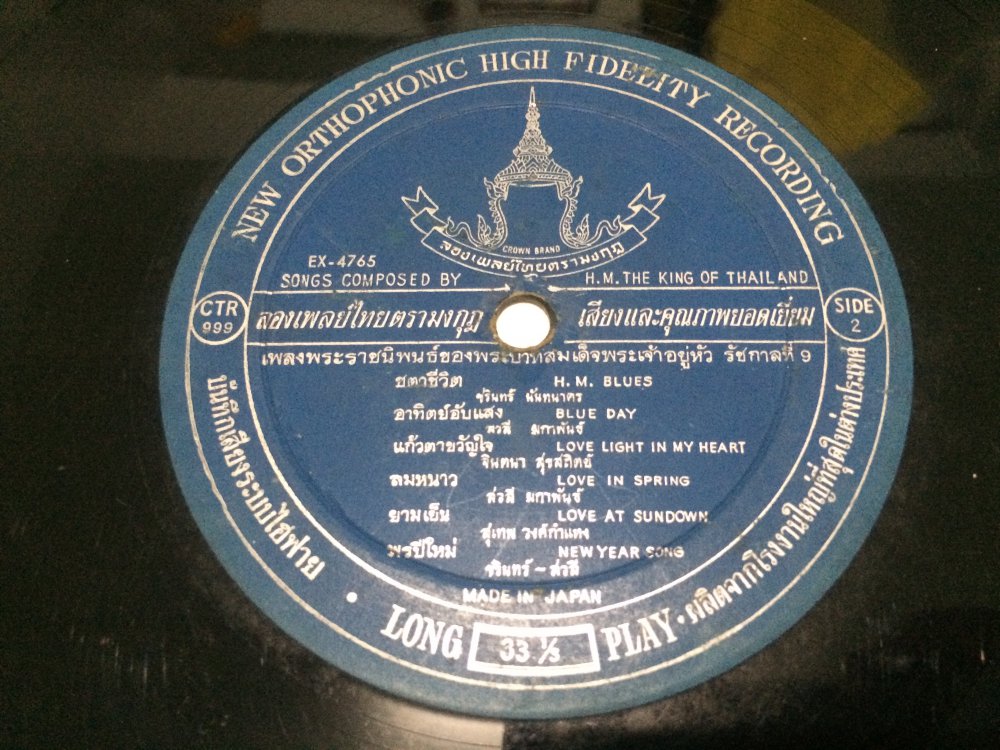 NEW ORTHOPHONIC HIGH FIDELITY RECORDING
CROWN BRAND
ลองเพลย์ไทยตรามงกุฎ
EX-4765
SONGS COMPOSED BY H.M. THE KING OF THAILAND
CTR 999
ลองเพลย์ไทยตรามงกุฎ เสียงและคุณภาพยอดเยี่ยม
SIDE 2
เพลงพระราชนิพนธ์ของพระบาทสมเด็จพระเจ้าอยู่หัว รัชกาลที่ 9
ชตาชีวิต H.M. BLUES
ชรินทร์ นันทนาคร
อาทิตย์อับแสง BLUE DAY
สวลี ผกาพันธ์
แก้วตาขวัญใจ LOVE LIGHT IN MY HEART
จินตนา สุขสถิตย์
ลมหนาว LOVE IN SPRING
สวลี ผกาพันธ์
ยามเย็น LOVE AT SUNDOWN
สุเทพ วงศ์กำแหง
พรปีใหม่ NEW YEAR SONG
ชรินทร์ - สวลี
MADE IN JAPAN
บันทึกเสียงระบบไฮฟาย
• LONG 33 ⅓ PLAY •
ผลิตจากโรงงานใหญ่ที่สุดในต่างประเทศ